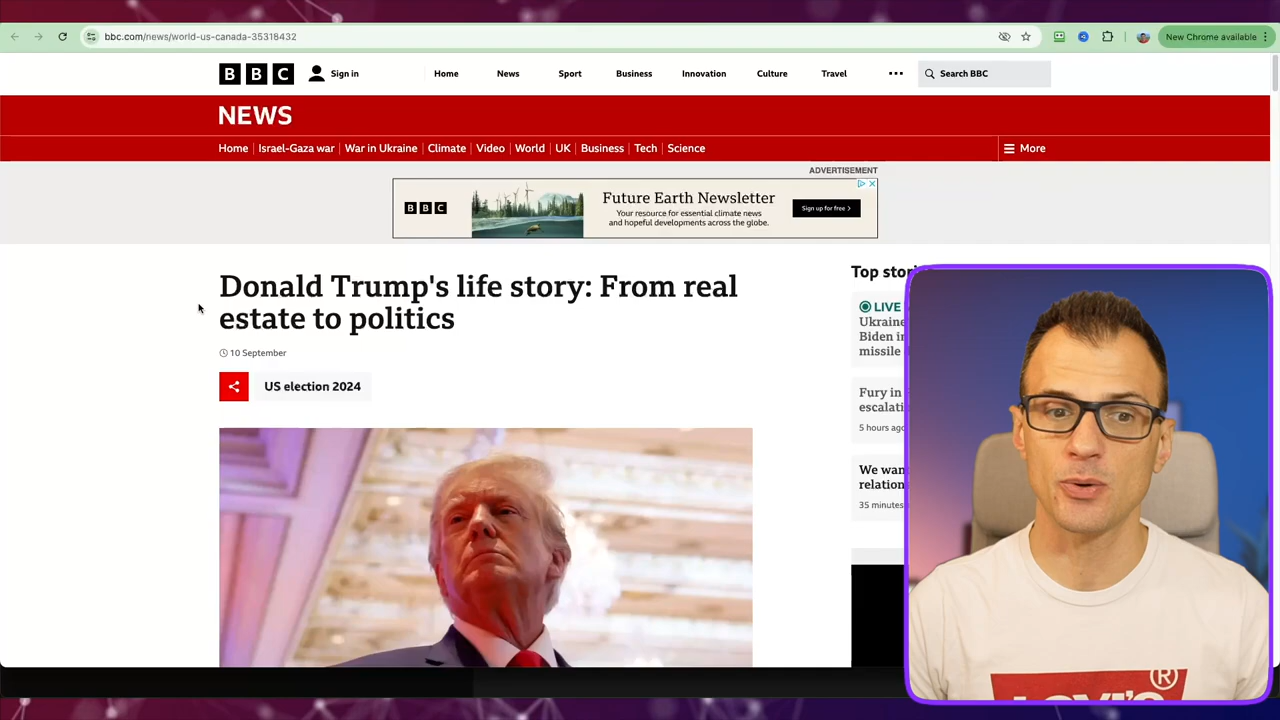 bbc.com/news/world-us-canada-35318432
New Chrome available
BBC
Sign in
Home
News
Sport
Business
Innovation
Culture
Travel
Search BBC
NEWS
Home
Israel-Gaza war
War in Ukraine
Climate
Video
World
UK
Business
Tech
Science
More
ADVERTISEMENT
BBC
Future Earth Newsletter
Your resource for essential climate news
and hopeful developments across the globe.
Sign up for free >
Donald Trump's life story: From real
estate to politics
10 September
US election 2024
Top stor
LIVE
Ukraine
Biden in
missile
Fury in
escalati
5 hours ago
We wan
relation
35 minutes
LEVI'S
®